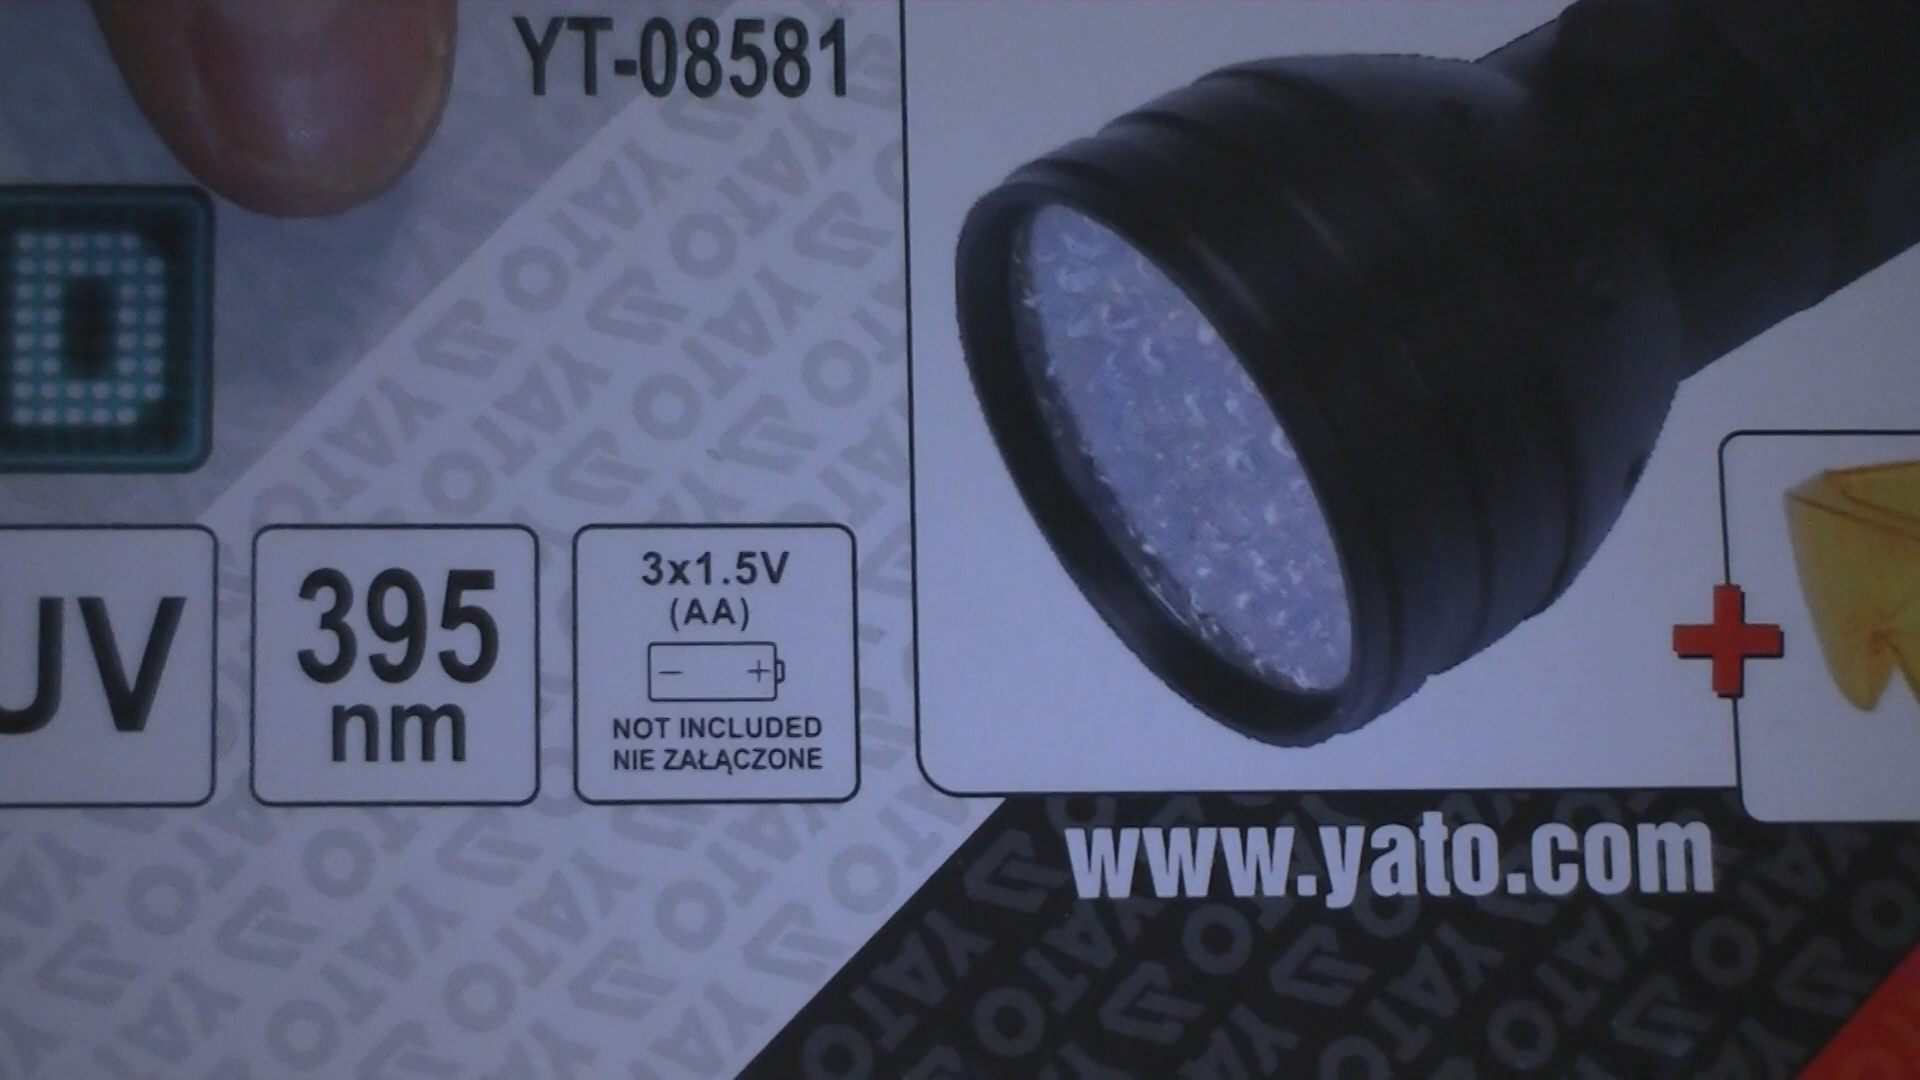 YT-08581
UV
395
nm
3x1.5V
(AA)
- +
NOT INCLUDED
NIE ZAŁĄCZONE
www.yato.com